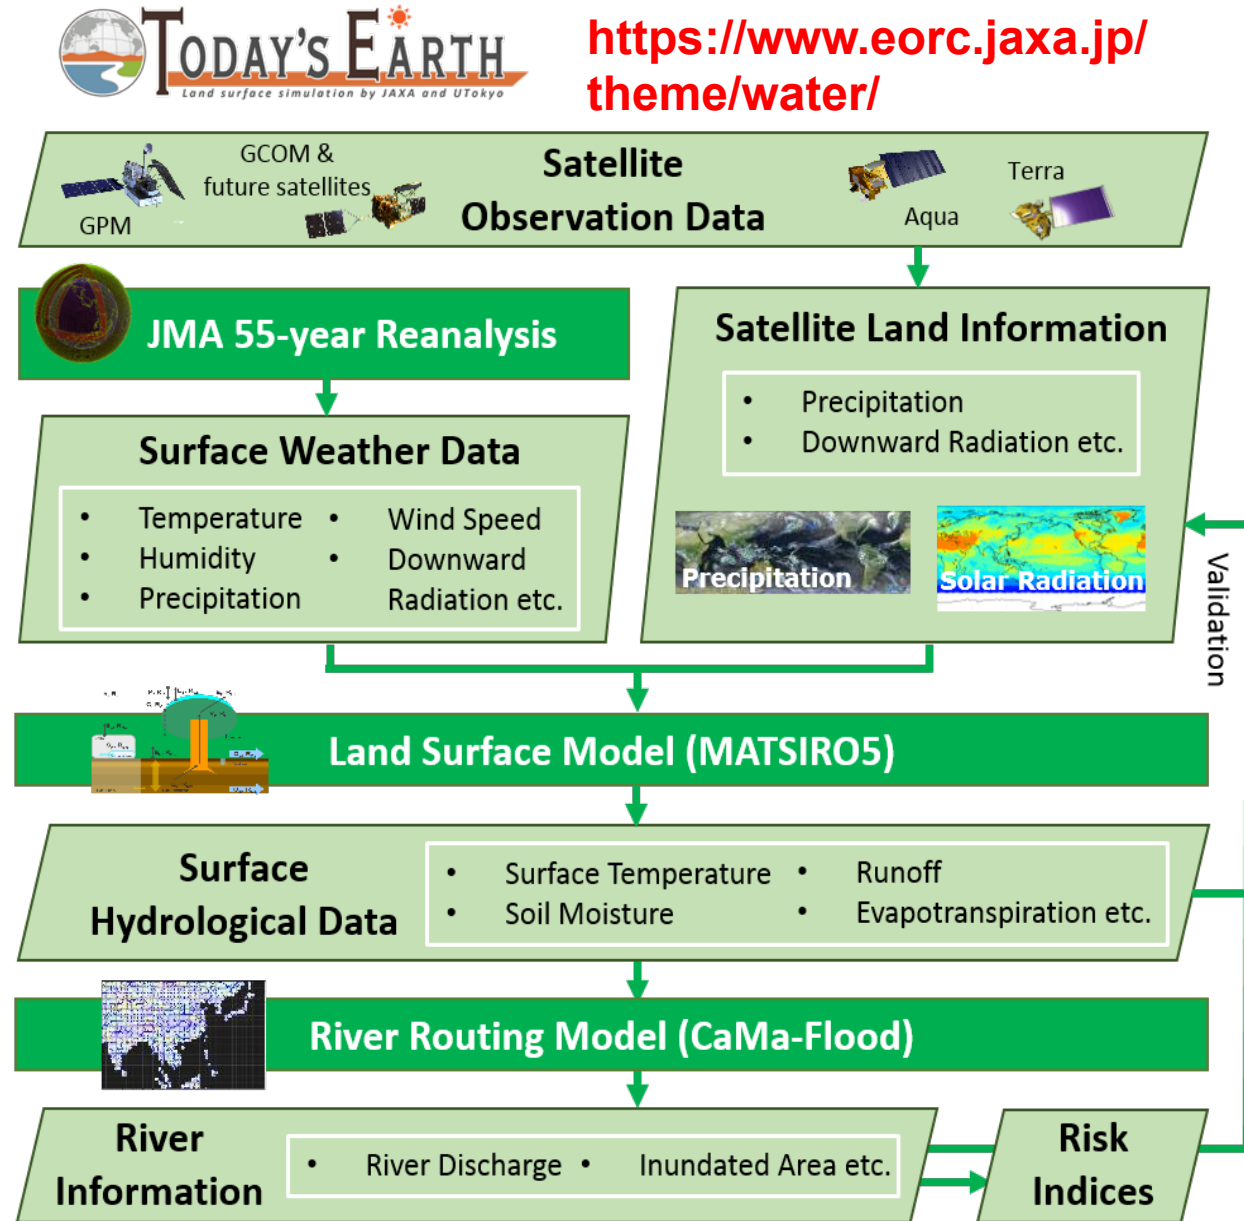 TODAY'S EARTH
Land surface simulation by JAXA and UTokyo
https://www.eorc.jaxa.jp/
theme/water/
GPM
GCOM &
future satellites
Satellite
Observation Data
Aqua
Terra
JMA 55-year Reanalysis
Satellite Land Information
• Precipitation
• Downward Radiation etc.
Precipitation
Solar Radiation
Surface Weather Data
• Temperature • Wind Speed
• Humidity • Downward
• Precipitation Radiation etc.
Validation
Land Surface Model (MATSIRO5)
Surface
Hydrological Data
• Surface Temperature • Runoff
• Soil Moisture • Evapotranspiration etc.
River Routing Model (CaMa-Flood)
River
Information
• River Discharge • Inundated Area etc.
Risk
Indices